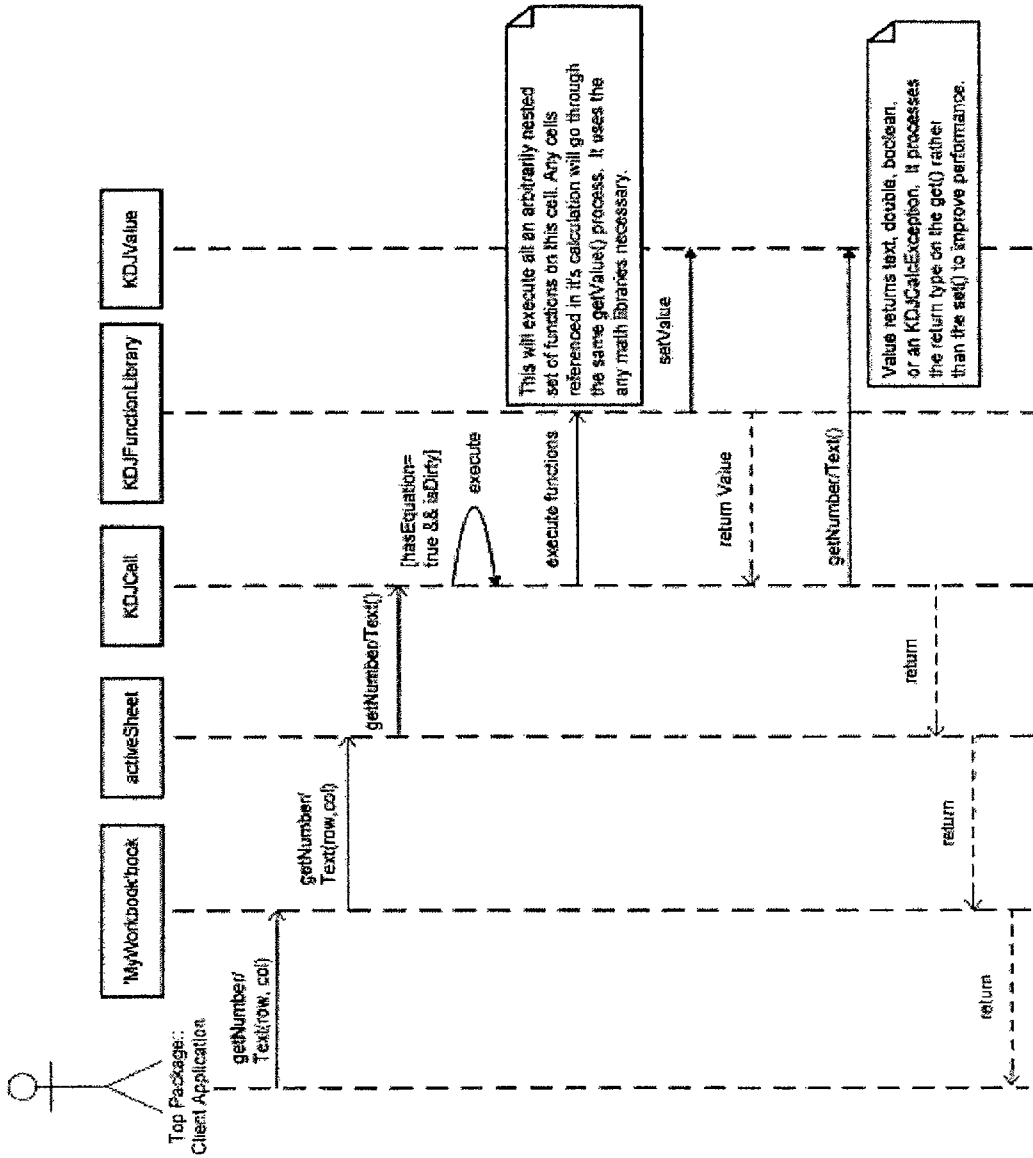 Top Package::
Client Application
'MyWorkbook'book
activeSheet
KDJCell
KDJFunctionLibrary
KDJValue
getNumber/
Text(row, col)
getNumber/
Text(row,col)
getNumber/Text()
[hasEquation=
true && isDirty]
execute
execute functions
This will execute all an arbitrarily nested
set of functions on this cell. Any cells
referenced in it's calculation will go through
the same getValue() process. It uses the
any math libraries necessary.
setValue
return Value
getNumber/Text()
Value returns text, double, boolean,
or an KDJCalcException. It processes
the return type on the get() rather
than the set() to improve performance.
return
return
return